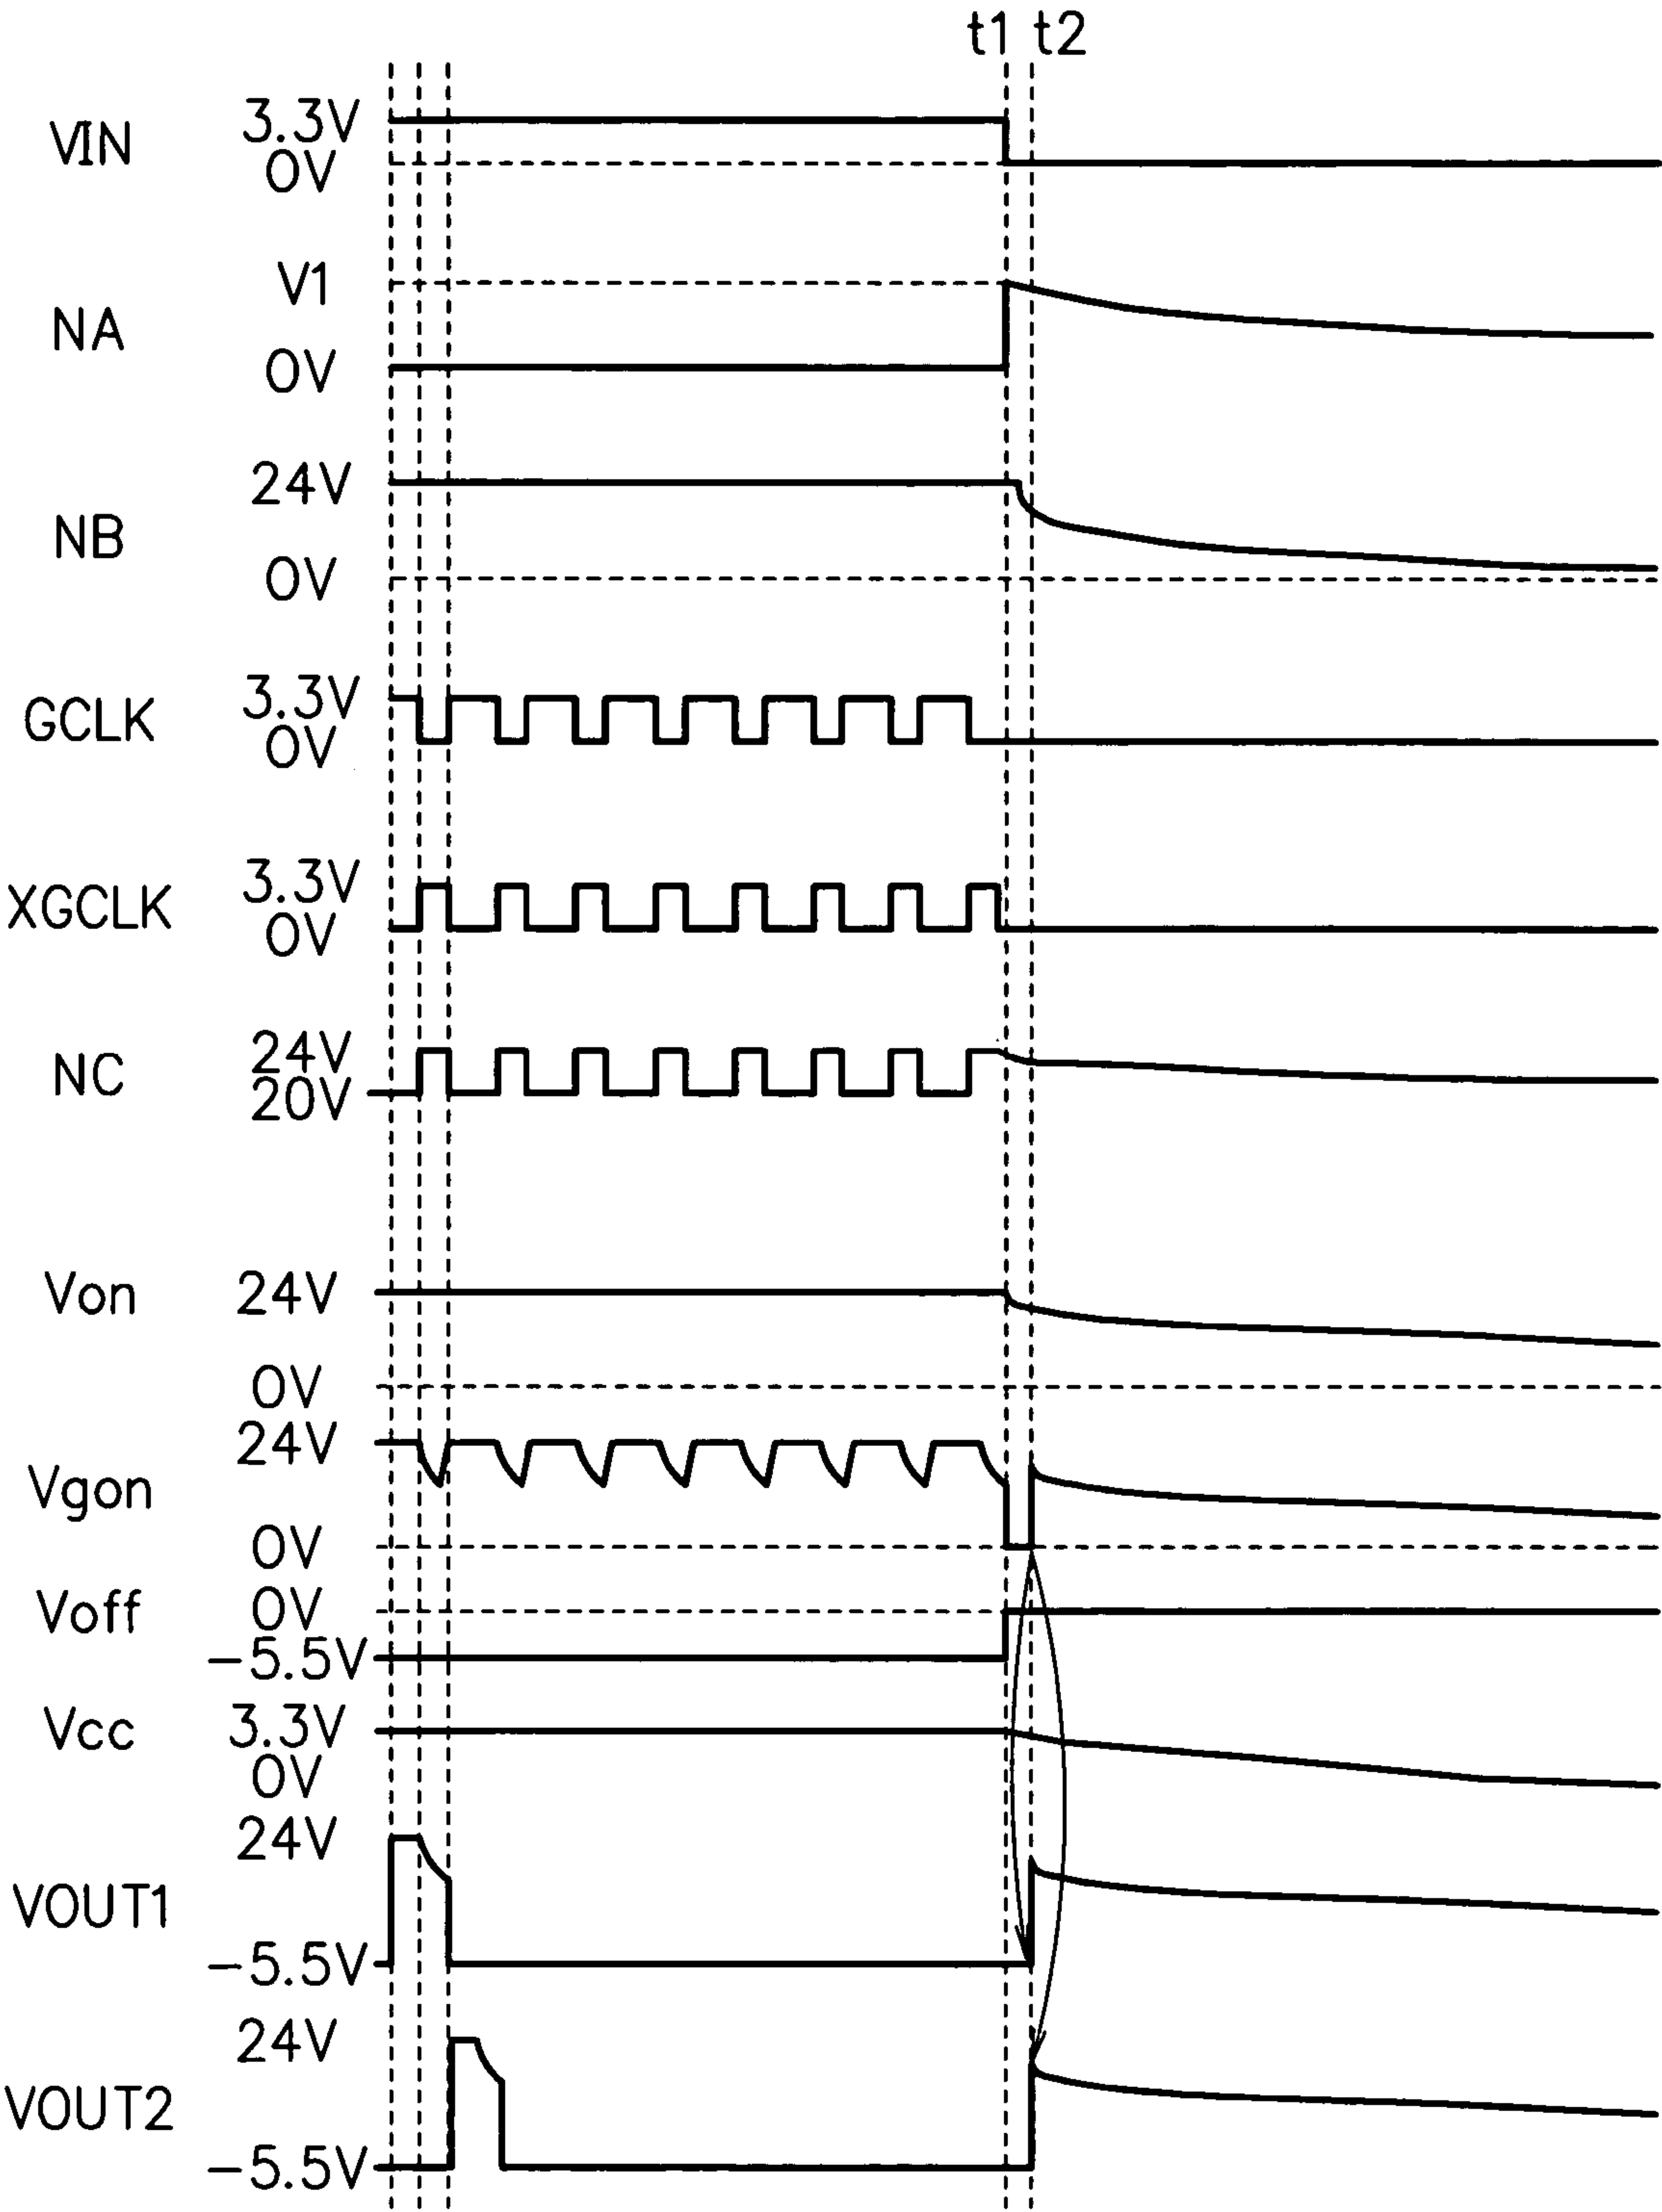 t1 t2
VIN 3.3V
0V
V1
NA
0V
24V
NB
0V
GCLK 3.3V
0V
XGCLK 3.3V
0V
NC 24V
20V
Von 24V
0V
24V
Vgon
0V
Voff 0V
-5.5V
Vcc 3.3V
0V
24V
VOUT1
-5.5V
24V
VOUT2
-5.5V